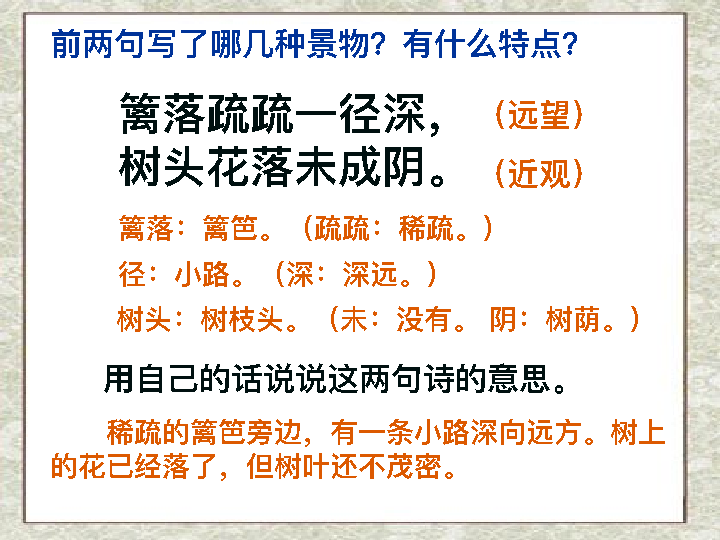 前两句写了哪几种景物？有什么特点？
篱落疏疏一径深，（远望）
树头花落未成阴。（近观）
篱落：篱笆。（疏疏：稀疏。）
径：小路。（深：深远。）
树头：树枝头。（未：没有。 阴：树荫。）
用自己的话说说这两句诗的意思。
稀疏的篱笆旁边，有一条小路深向远方。树上
的花已经落了，但树叶还不茂密。